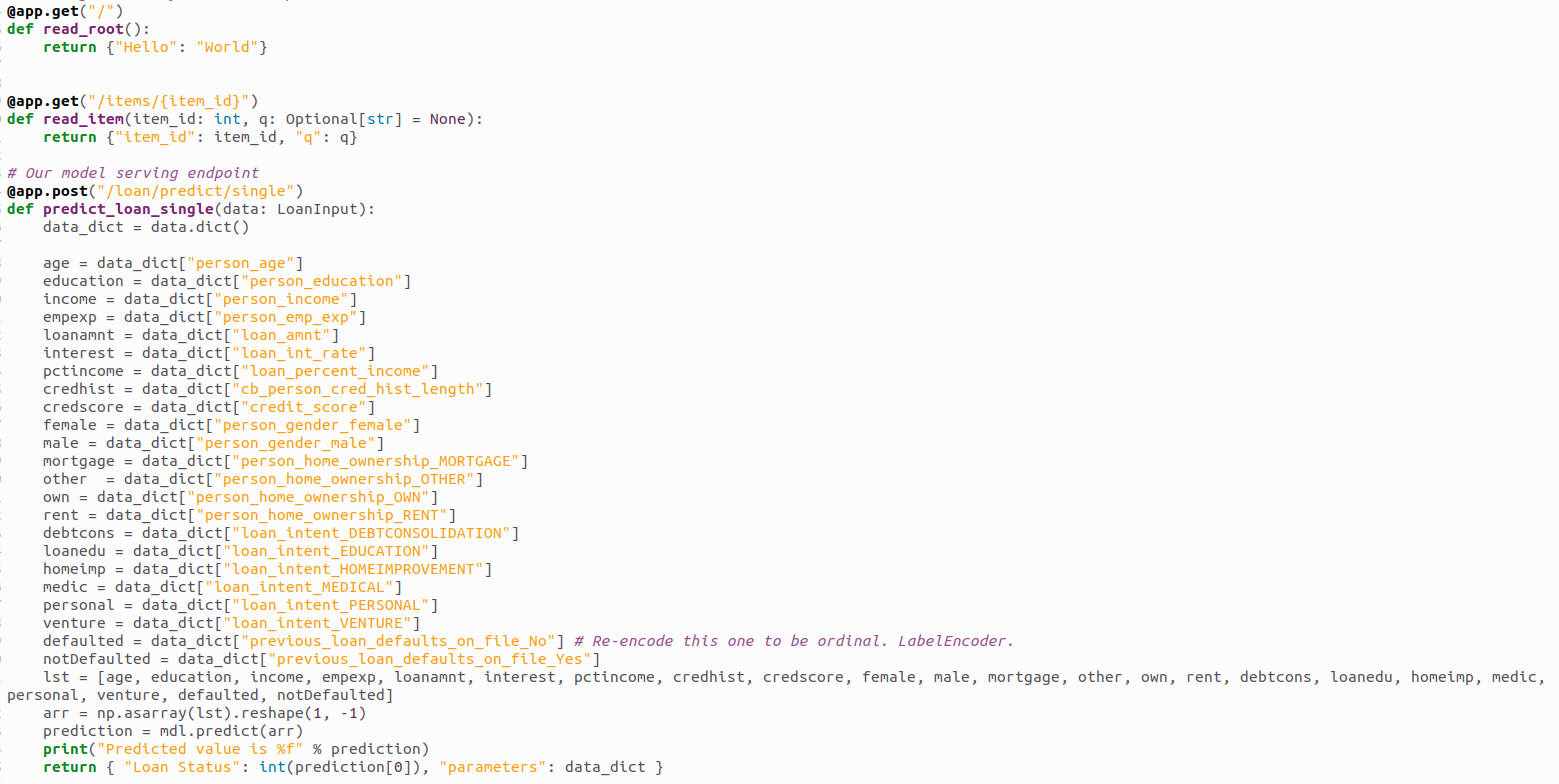 @app.get("/")
def read_root():
    return {"Hello": "World"}
@app.get("/items/{item_id}")
def read_item(item_id: int, q: Optional[str] = None):
    return {"item_id": item_id, "q": q}
# Our model serving endpoint
@app.post("/loan/predict/single")
def predict_loan_single(data: LoanInput):
    data_dict = data.dict()
    age = data_dict["person_age"]
    education = data_dict["person_education"]
    income = data_dict["person_income"]
    empexp = data_dict["person_emp_exp"]
    loanamnt = data_dict["loan_amnt"]
    interest = data_dict["loan_int_rate"]
    pctincome = data_dict["loan_percent_income"]
    credhist = data_dict["cb_person_cred_hist_length"]
    credscore = data_dict["credit_score"]
    female = data_dict["person_gender_female"]
    male = data_dict["person_gender_male"]
    mortgage = data_dict["person_home_ownership_MORTGAGE"]
    other  = data_dict["person_home_ownership_OTHER"]
    own = data_dict["person_home_ownership_OWN"]
    rent = data_dict["person_home_ownership_RENT"]
    debtcons = data_dict["loan_intent_DEBTCONSOLIDATION"]
    loanedu = data_dict["loan_intent_EDUCATION"]
    homeimp = data_dict["loan_intent_HOMEIMPROVEMENT"]
    medic = data_dict["loan_intent_MEDICAL"]
    personal = data_dict["loan_intent_PERSONAL"]
    venture = data_dict["loan_intent_VENTURE"]
    defaulted = data_dict["previous_loan_defaults_on_file_No"] # Re-encode this one to be ordinal. LabelEncoder.
    notDefaulted = data_dict["previous_loan_defaults_on_file_Yes"]
    lst = [age, education, income, empexp, loanamnt, interest, pctincome, credhist, credscore, female, male, mortgage, other, own, rent, debtcons, loanedu, homeimp, medic,
personal, venture, defaulted, notDefaulted]
    arr = np.asarray(lst).reshape(1, -1)
    prediction = mdl.predict(arr)
    print("Predicted value is %f" % prediction)
    return { "Loan Status": int(prediction[0]), "parameters": data_dict }